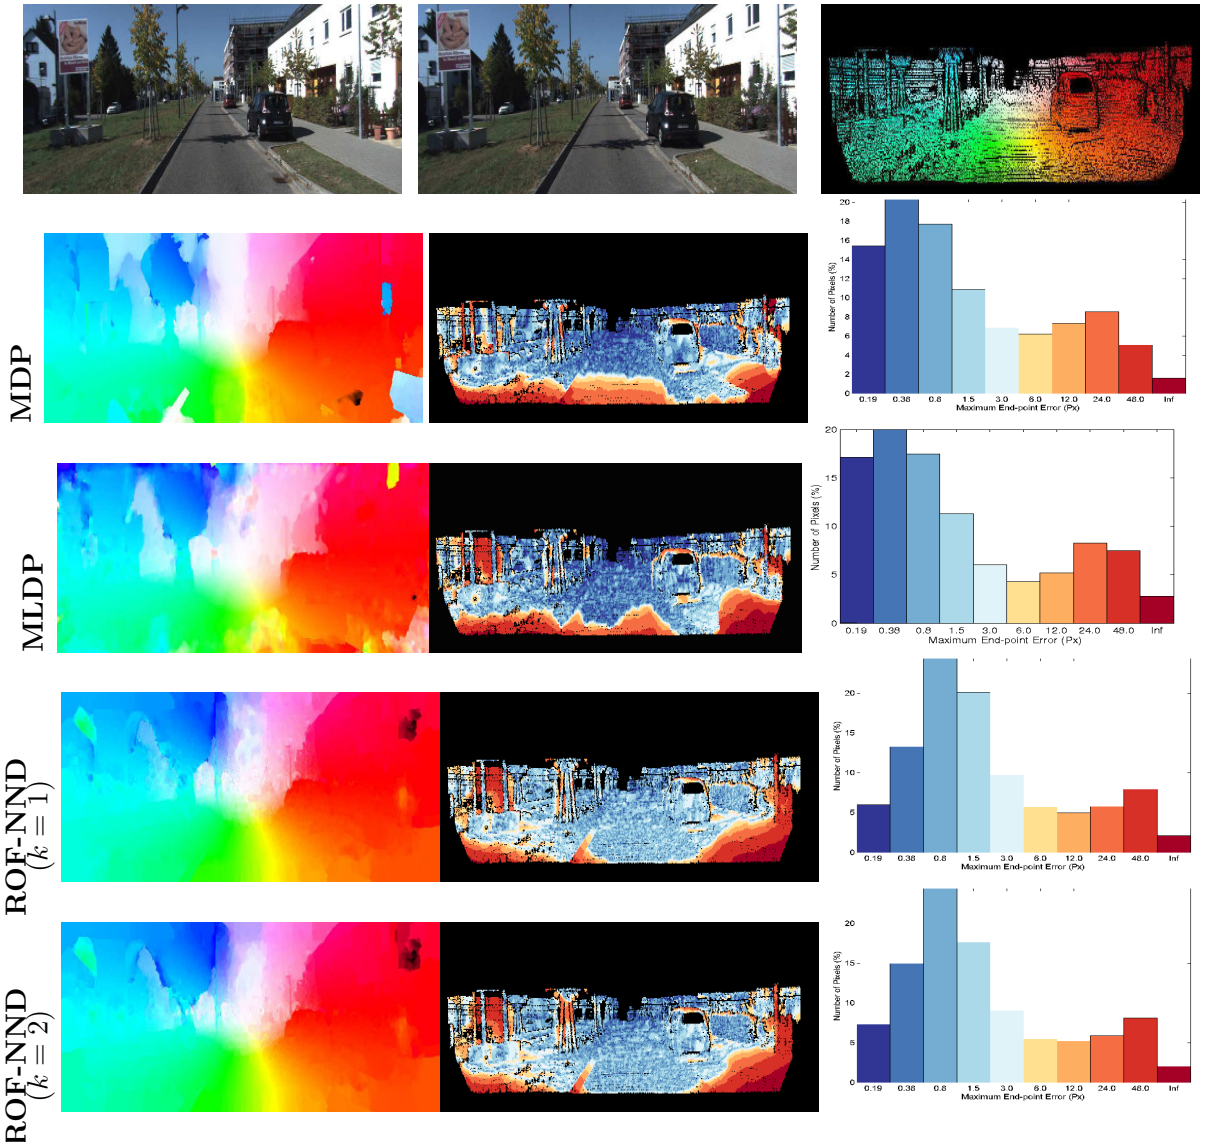 20
18
16
14
12
10
8
6
4
2
0
Number of Pixels (%)
0.19 0.38 0.8 1.5 3.0 6.0 12.0 24.0 48.0 Inf
Maximum End-point Error (Px)
MDP
20
15
10
5
0
Number of Pixels (%)
0.19 0.38 0.8 1.5 3.0 6.0 12.0 24.0 48.0 Inf
Maximum End-point Error (Px)
MLDP
20
15
10
5
0
Number of Pixels (%)
0.19 0.38 0.8 1.5 3.0 6.0 12.0 24.0 48.0 Inf
Maximum End-point Error (Px)
ROF-NND
(k = 1)
20
15
10
5
0
Number of Pixels (%)
0.19 0.38 0.8 1.5 3.0 6.0 12.0 24.0 48.0 Inf
Maximum End-point Error (Px)
ROF-NND
(k = 2)